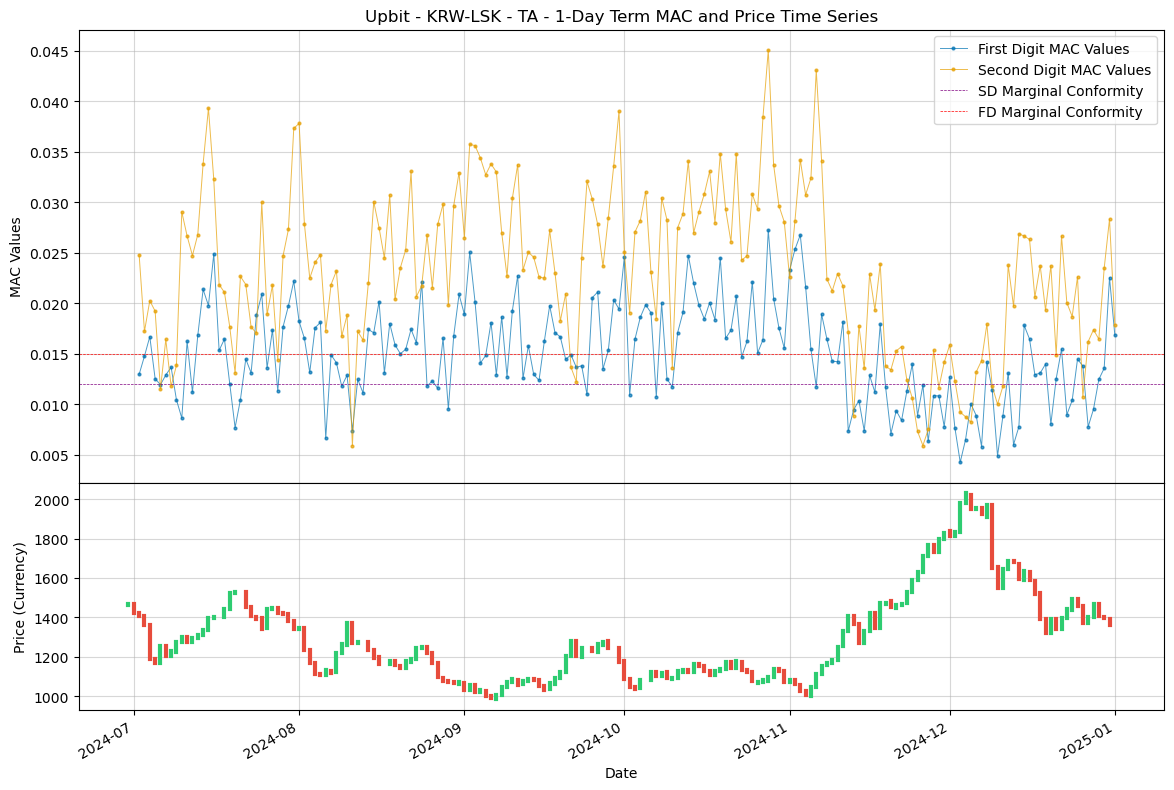 Upbit - KRW-LSK - TA - 1-Day Term MAC and Price Time Series
First Digit MAC Values
Second Digit MAC Values
SD Marginal Conformity
FD Marginal Conformity
MAC Values
0.045
0.040
0.035
0.030
0.025
0.020
0.015
0.010
0.005
Price (Currency)
2000
1800
1600
1400
1200
1000
2024-07
2024-08
2024-09
2024-10
2024-11
2024-12
2025-01
Date